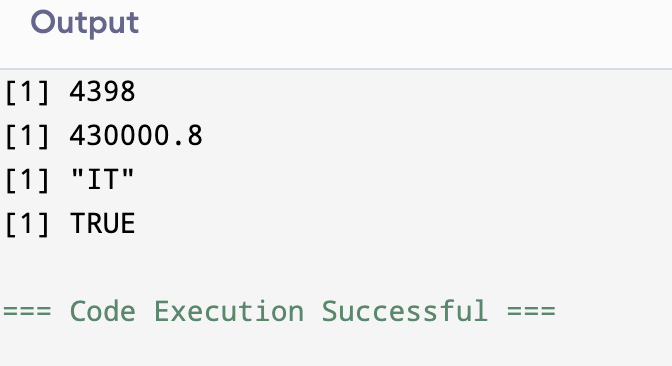 Output
[1] 4398
[1] 430000.8
[1] "IT"
[1] TRUE
=== Code Execution Successful ===